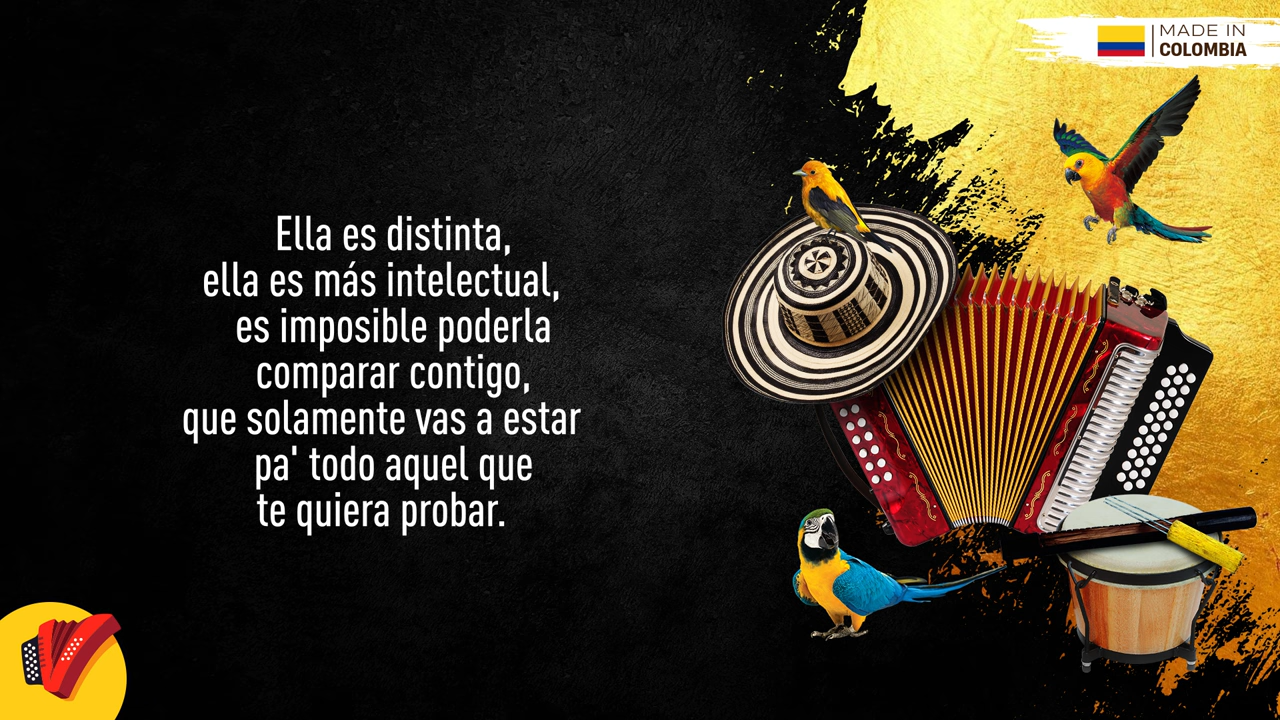 MADE IN
COLOMBIA
Ella es distinta,
ella es más intelectual,
es imposible poderla
comparar contigo,
que solamente vas a estar
pa' todo aquel que
te quiera probar.